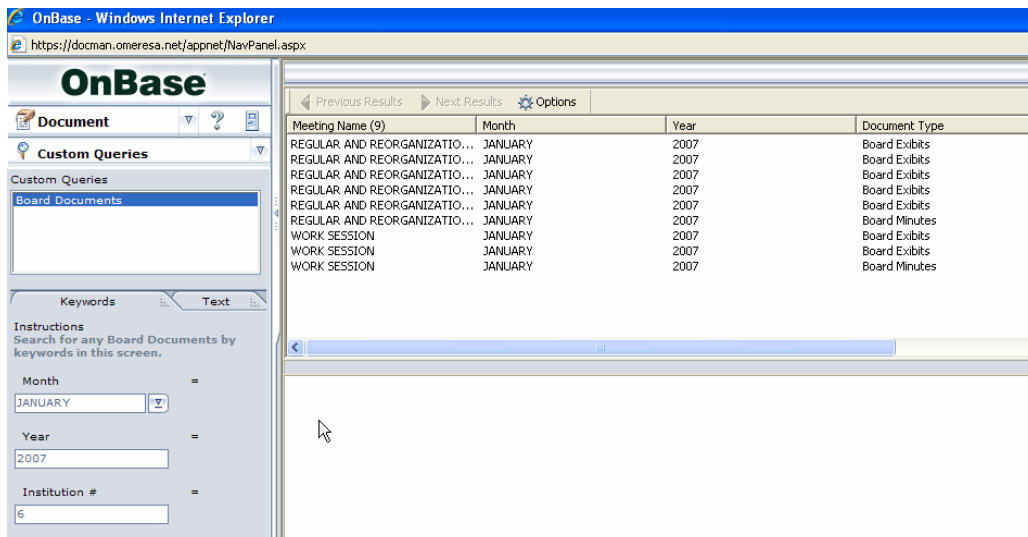 OnBase - Windows Internet Explorer
https://docman.omeresa.net/appnet/NavPanel.aspx
OnBase
Document
Custom Queries
Custom Queries
Board Documents
Keywords Text
Instructions
Search for any Board Documents by
keywords in this screen.
Month =
JANUARY
Year =
2007
Institution # =
6
Previous Results Next Results Options
Meeting Name (9) Month Year Document Type
REGULAR AND REORGANIZATIO... JANUARY 2007 Board Exibits
REGULAR AND REORGANIZATIO... JANUARY 2007 Board Exibits
REGULAR AND REORGANIZATIO... JANUARY 2007 Board Exibits
REGULAR AND REORGANIZATIO... JANUARY 2007 Board Exibits
REGULAR AND REORGANIZATIO... JANUARY 2007 Board Exibits
REGULAR AND REORGANIZATIO... JANUARY 2007 Board Minutes
WORK SESSION JANUARY 2007 Board Exibits
WORK SESSION JANUARY 2007 Board Exibits
WORK SESSION JANUARY 2007 Board Minutes